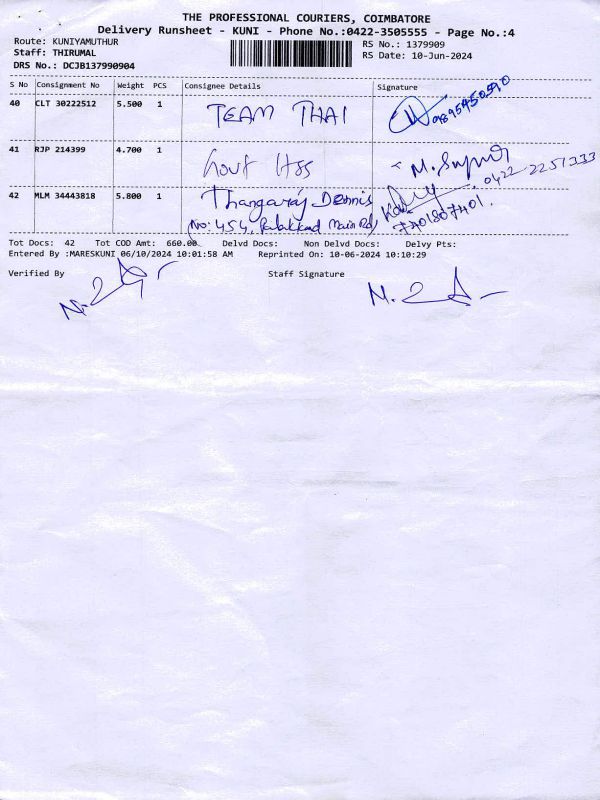 THE PROFESSIONAL COURIERS, COIMBATORE
Delivery Runsheet - KUNI - Phone No.:0422-3505555 - Page No.:4
Route: KUNIYAMUTHUR RS No.: 1379909
Staff: THIRUMAL RS Date: 10-Jun-2024
DRS No.: DCJB137990904
S No Consignment No Weight PCS Consignee Details Signature
40 CLT 30222512 5.500 1 TEAM THAI
41 RJP 214399 4.700 1 Govt Hss
0422-2251333
42 MLM 34443818 5.800 1 Thangaraj Dennis
(No: 454, Palakkad Main Rd) 7401807401.
Tot Docs: 42 Tot COD Amt: 660.00 Delvd Docs: Non Delvd Docs: Delvy Pts:
Entered By :MARESKUNI 06/10/2024 10:01:58 AM Reprinted On: 10-06-2024 10:10:29
Verified By Staff Signature